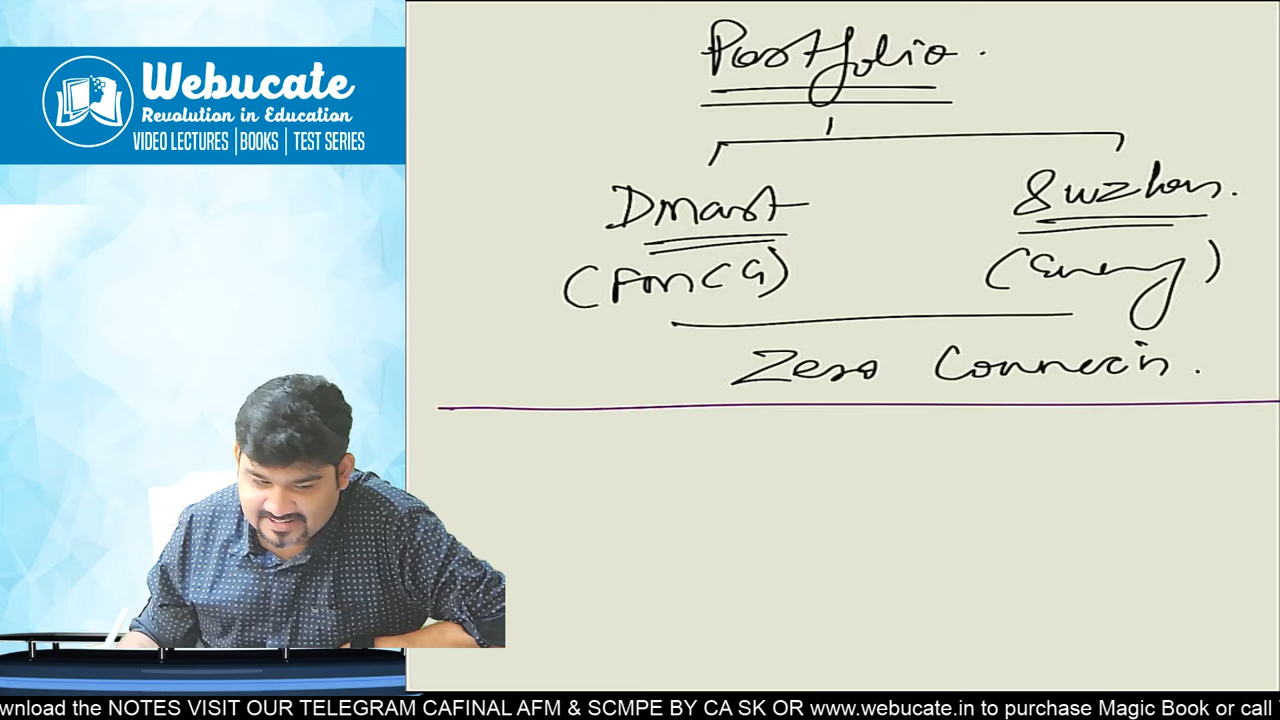 Webucate
Revolution in Education
VIDEO LECTURES | BOOKS | TEST SERIES
Portfolio.
Dmart
Suzlon.
(FMCG)
(Energy)
Zero Connec'n.
wnload the NOTES VISIT OUR TELEGRAM CAFINAL AFM & SCMPE BY CA SK OR www.webucate.in to purchase Magic Book or call